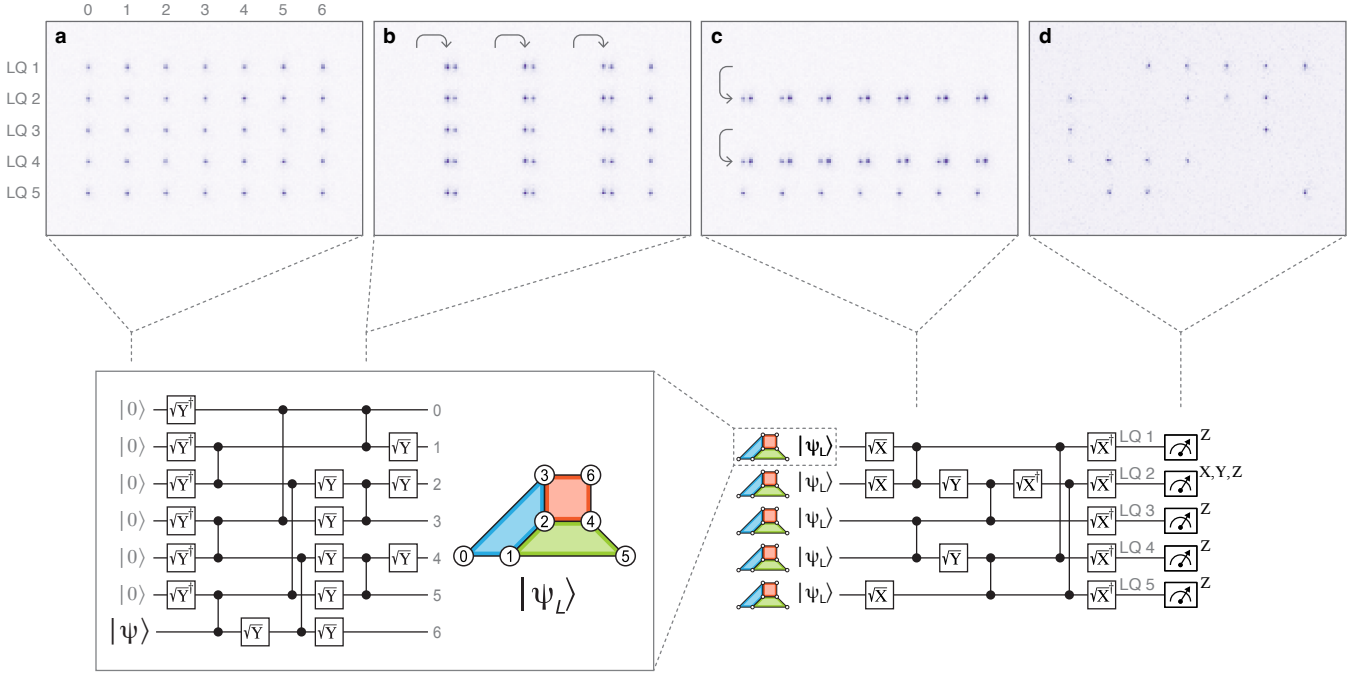 0 1 2 3 4 5 6
a b c d
LQ 1
LQ 2
LQ 3
LQ 4
LQ 5
|0⟩ √Y† 0
|0⟩ √Y† √Y 1
|0⟩ √Y† √Y √Y 2
|0⟩ √Y† √Y 3
|0⟩ √Y† √Y √Y 4
|0⟩ √Y† √Y 5
|ψ⟩ √Y √Y 6
3 6
2 4
0 1 5
|ψL⟩
|ψL⟩ √X √X† LQ 1 Z
|ψL⟩ √X √Y √X† √X† LQ 2 X,Y,Z
|ψL⟩ LQ 3 Z
|ψL⟩ √Y √X† LQ 4 Z
|ψL⟩ √X √X† LQ 5 Z